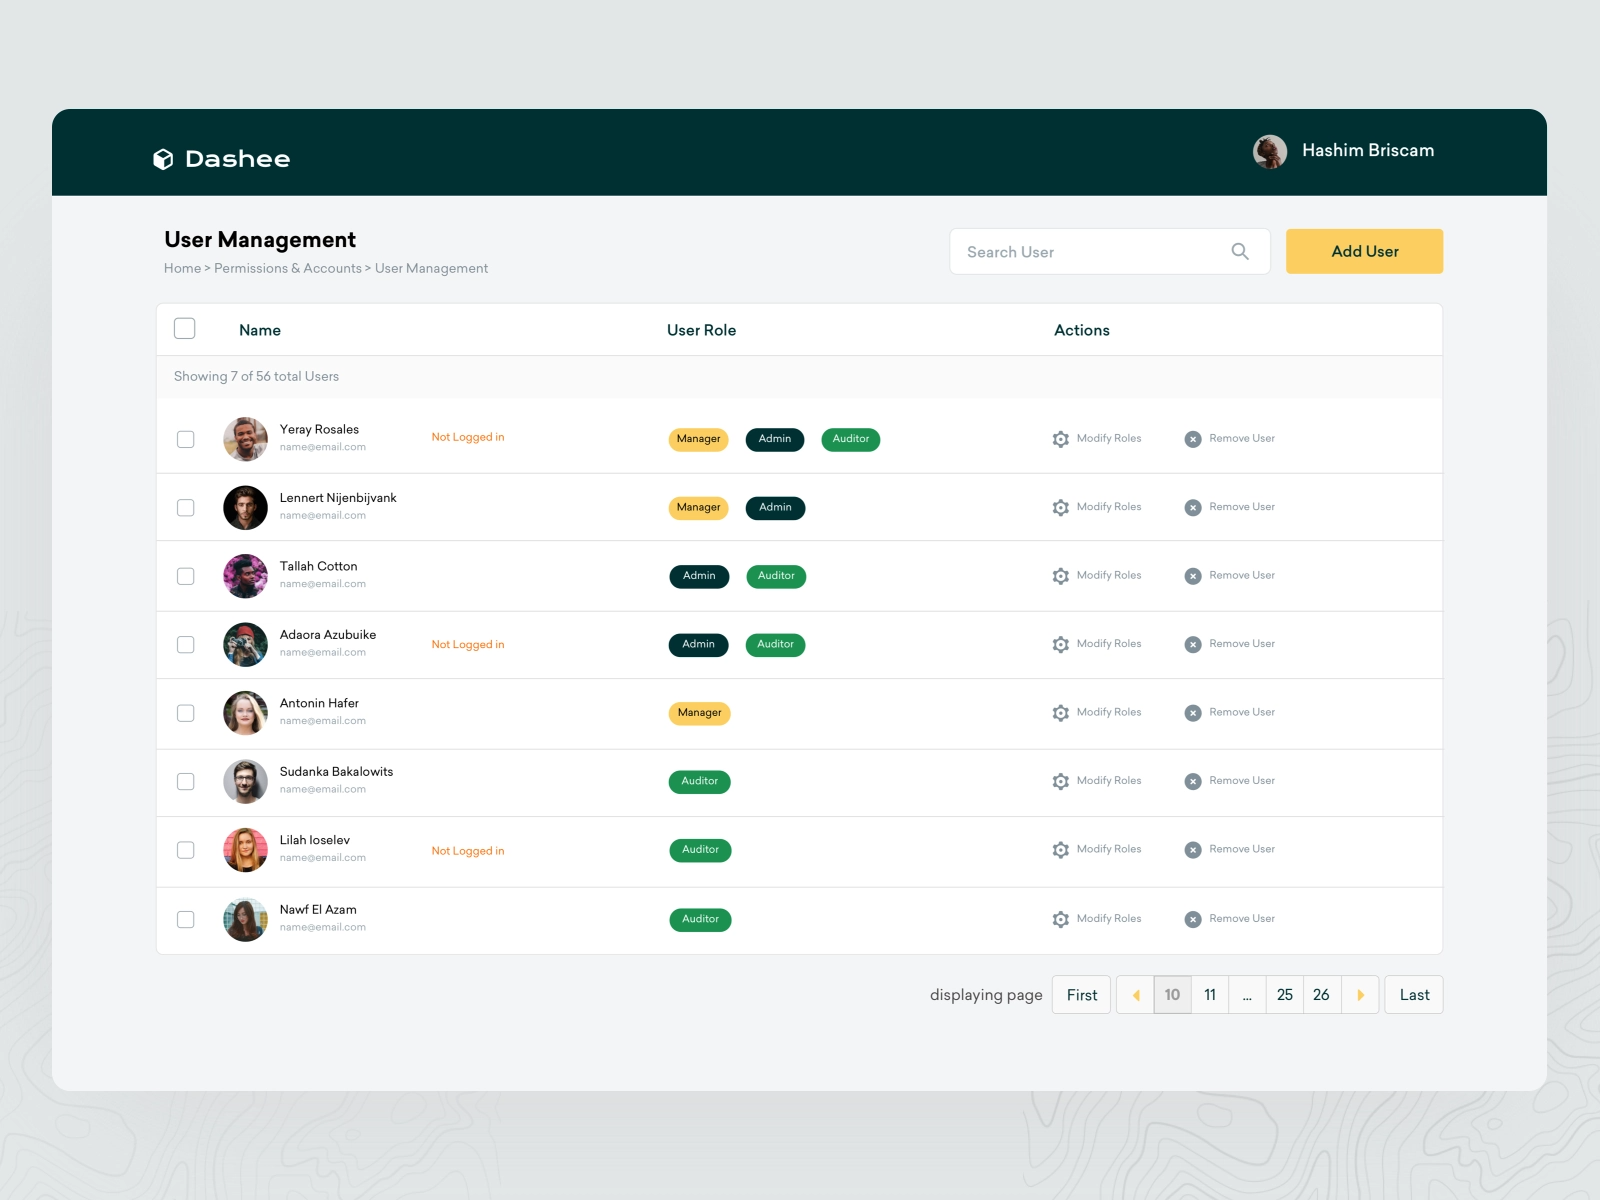 Dashee
Hashim Briscam
User Management
Home > Permissions & Accounts > User Management
Search User
Add User
Name User Role Actions
Showing 7 of 56 total Users
Yeray Rosales
name@email.com
Not Logged in
Manager Admin Auditor
Modify Roles Remove User
Lennert Nijenbijvank
name@email.com
Manager Admin
Modify Roles Remove User
Tallah Cotton
name@email.com
Admin Auditor
Modify Roles Remove User
Adaora Azubuike
name@email.com
Not Logged in
Admin Auditor
Modify Roles Remove User
Antonin Hafer
name@email.com
Manager
Modify Roles Remove User
Sudanka Bakalowits
name@email.com
Auditor
Modify Roles Remove User
Lilah Ioselev
name@email.com
Not Logged in
Auditor
Modify Roles Remove User
Nawf El Azam
name@email.com
Auditor
Modify Roles Remove User
displaying page First 10 11 ... 25 26 Last